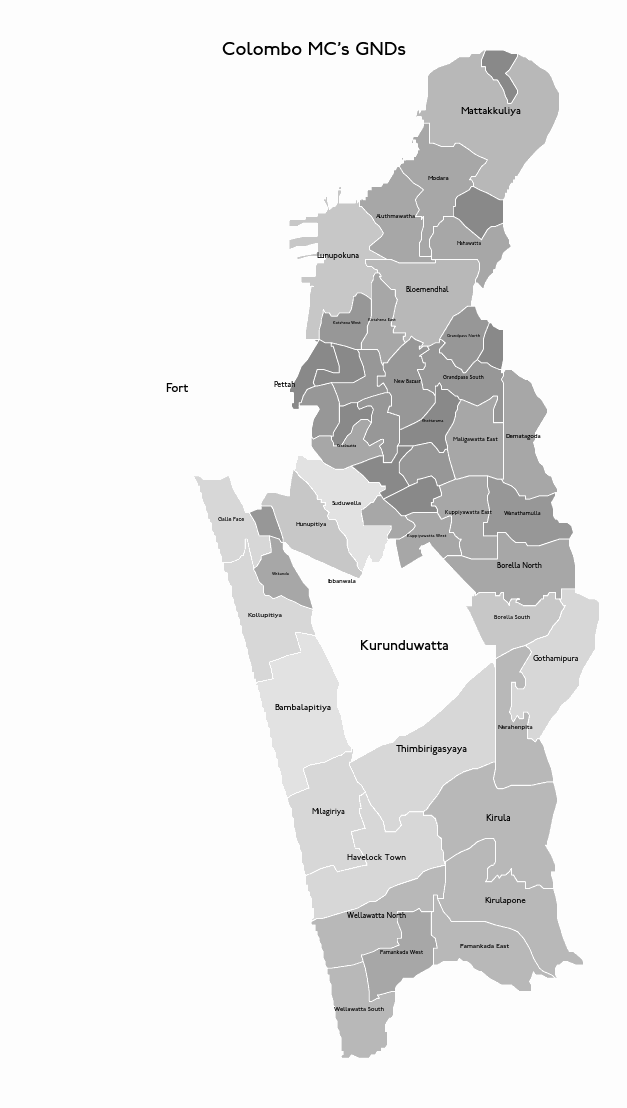 Colombo MC's GNDs
Mattakkuliya
Modara
Aluthmawatha
Mahawatta
Lunupokuna
Bloemendhal
Kotahena West
Kotahena East
Grandpass North
Fort
Pettah
New Bazaar
Grandpass South
Maligawatta East
Dematagoda
Suduwella
Galle Face
Hunupitiya
Kuppiyawatta East
Wanathamulla
Kuppiyawatta West
Borella North
Wekanda
Ibbanwala
Kollupitiya
Borella South
Kurunduwatta
Gothamipura
Bambalapitiya
Narahenpita
Thimbirigasyaya
Milagiriya
Kirula
Havelock Town
Kirulapone
Wellawatta North
Pamankada East
Pamankada West
Wellawatta South